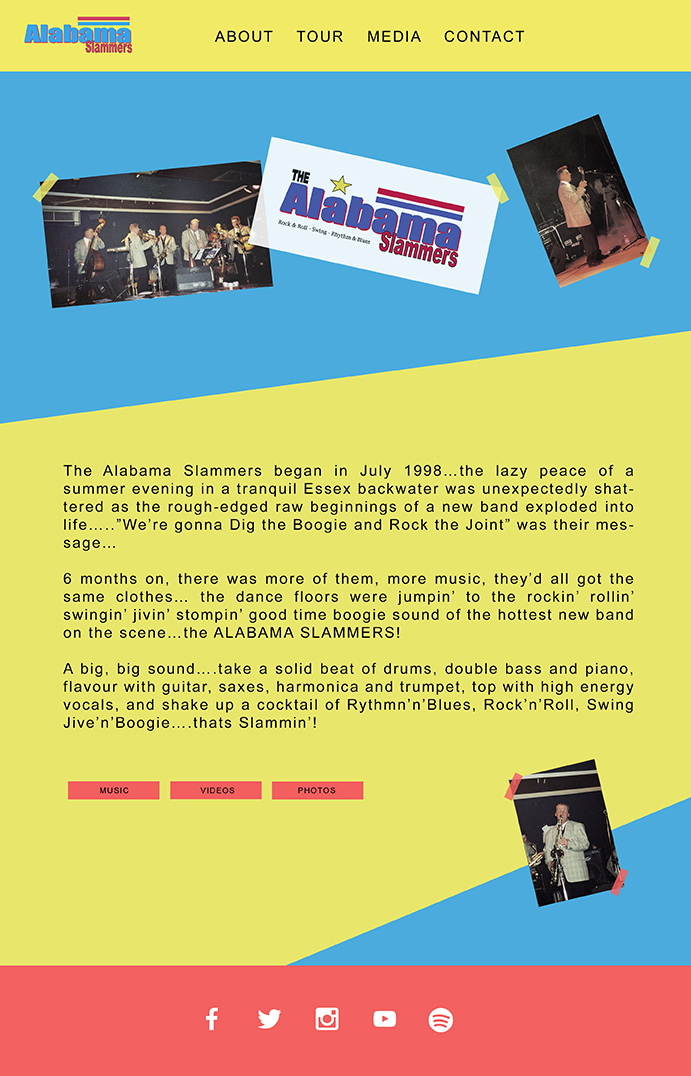 Alabama
Slammers
ABOUT TOUR MEDIA CONTACT
THE
Alabama
Slammers
Rock & Roll - Swing - Rhythm & Blues
The Alabama Slammers began in July 1998...the lazy peace of a
summer evening in a tranquil Essex backwater was unexpectedly shat-
tered as the rough-edged raw beginnings of a new band exploded into
life.....”We’re gonna Dig the Boogie and Rock the Joint” was their mes-
sage...
6 months on, there was more of them, more music, they’d all got the
same clothes... the dance floors were jumpin’ to the rockin’ rollin’
swingin’ jivin’ stompin’ good time boogie sound of the hottest new band
on the scene...the ALABAMA SLAMMERS!
A big, big sound....take a solid beat of drums, double bass and piano,
flavour with guitar, saxes, harmonica and trumpet, top with high energy
vocals, and shake up a cocktail of Rythmn’n’Blues, Rock’n’Roll, Swing
Jive’n’Boogie....thats Slammin’!
MUSIC VIDEOS PHOTOS